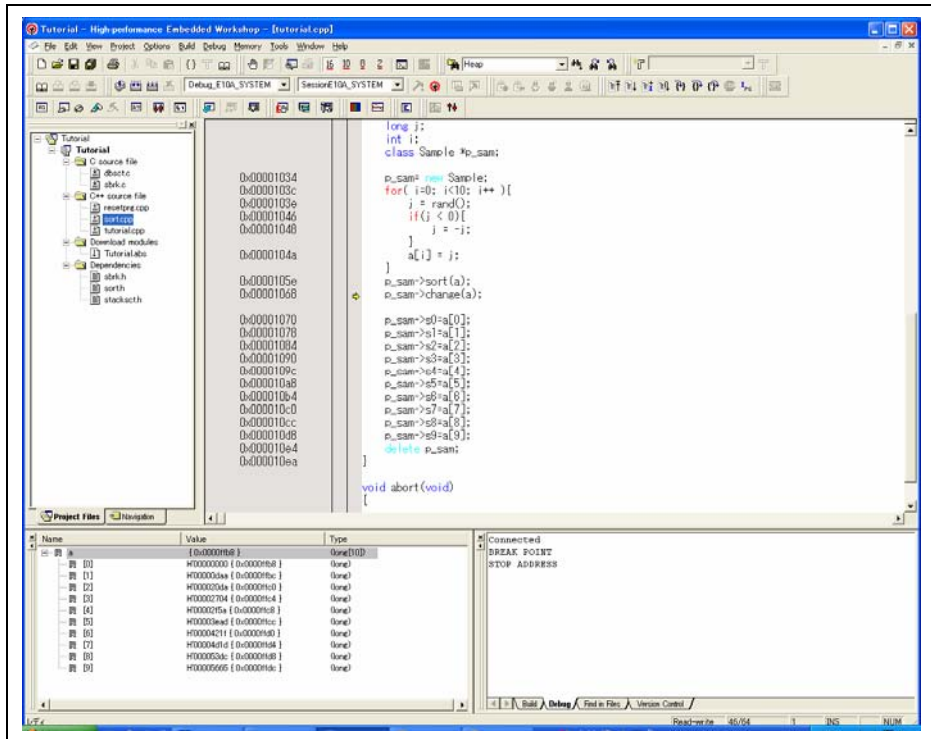 Tutorial - High-performance Embedded Workshop - [tutorial.cpp]
File Edit View Project Options Build Debug Memory Tools Window Help
Heap
Debug_E10A_SYSTEM
SessionE10A_SYSTEM
Tutorial
Tutorial
C source file
dbsct.c
sbrk.c
C++ source file
resetprg.cpp
sort.cpp
tutorial.cpp
Download modules
Tutorial.abs
Dependencies
sbrk.h
sort.h
stacksct.h
Project Files
Navigation
long j;
int i;
class Sample *p_sam;
0x00001034 p_sam= new Sample;
0x0000103c for( i=0; i<10; i++ ){
0x0000103e j = rand();
0x00001046 if(j < 0){
0x00001048 j = -j;
}
0x0000104a a[i] = j;
}
0x0000105e p_sam->sort(a);
0x00001068 p_sam->change(a);
0x00001070 p_sam->s0=a[0];
0x00001078 p_sam->s1=a[1];
0x00001084 p_sam->s2=a[2];
0x00001090 p_sam->s3=a[3];
0x0000109c p_sam->s4=a[4];
0x000010a8 p_sam->s5=a[5];
0x000010b4 p_sam->s6=a[6];
0x000010c0 p_sam->s7=a[7];
0x000010cc p_sam->s8=a[8];
0x000010d8 p_sam->s9=a[9];
0x000010e4 delete p_sam;
0x000010ea }
void abort(void)
{
Name Value Type
a { 0x0000ffb8 } (long[10])
[0] H'00000000 { 0x0000ffb8 } (long)
[1] H'00000daa { 0x0000ffbc } (long)
[2] H'000020da { 0x0000ffc0 } (long)
[3] H'00002704 { 0x0000ffc4 } (long)
[4] H'00002f5a { 0x0000ffc8 } (long)
[5] H'00003ead { 0x0000ffcc } (long)
[6] H'00004211 { 0x0000ffd0 } (long)
[7] H'00004d1d { 0x0000ffd4 } (long)
[8] H'000053dc { 0x0000ffd8 } (long)
[9] H'00005665 { 0x0000ffdc } (long)
Connected
BREAK POINT
STOP ADDRESS
Build Debug Find in Files Version Control
レディ
Read-write 46/64 1 INS NUM